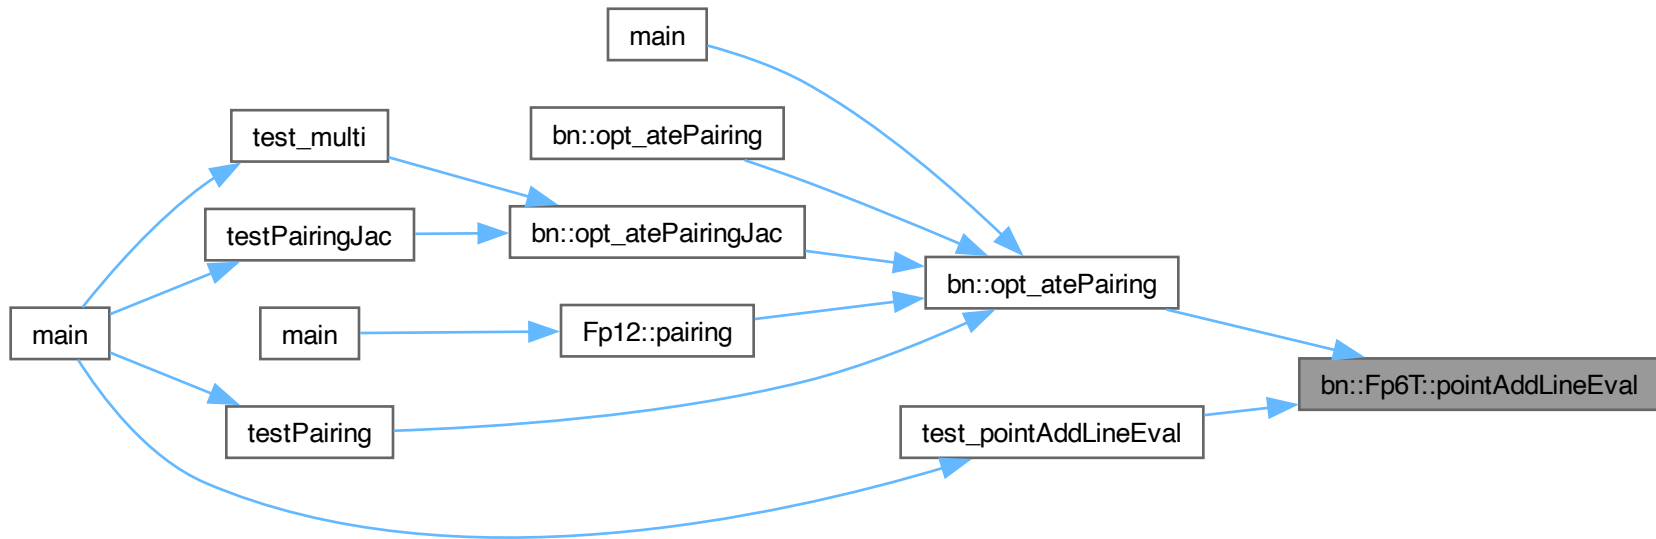 main
bn::opt_atePairing
test_multi
bn::opt_atePairingJac
testPairingJac
bn::opt_atePairing
main
main
Fp12::pairing
bn::Fp6T::pointAddLineEval
testPairing
test_pointAddLineEval